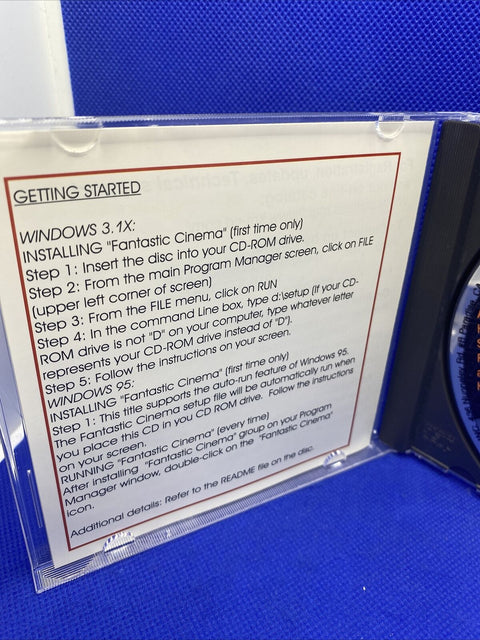 GETTING STARTED
WINDOWS 3.1X:
INSTALLING "Fantastic Cinema" (first time only)
Step 1: Insert the disc into your CD-ROM drive.
Step 2: From the main Program Manager screen, click on FILE
(upper left corner of screen)
Step 3: From the FILE menu, click on RUN
Step 4: In the Command Line box, type d:\setup (If your CD-
ROM drive is not "D" on your computer, type whatever letter
represents your CD-ROM drive instead of "D").
Step 5: Follow the instructions on your screen.
WINDOWS 95:
INSTALLING "Fantastic Cinema" (first time only)
Step 1: This title supports the auto-run feature of Windows 95.
The Fantastic Cinema setup file will be automatically run when
you place this CD in you CD ROM drive. Follow the instructions
on your screen.
RUNNING "Fantastic Cinema" (every time)
After installing "Fantastic Cinema" group on your Program
Manager window, double-click on the "Fantastic Cinema"
icon.
Additional details: Refer to the README file on the disc.